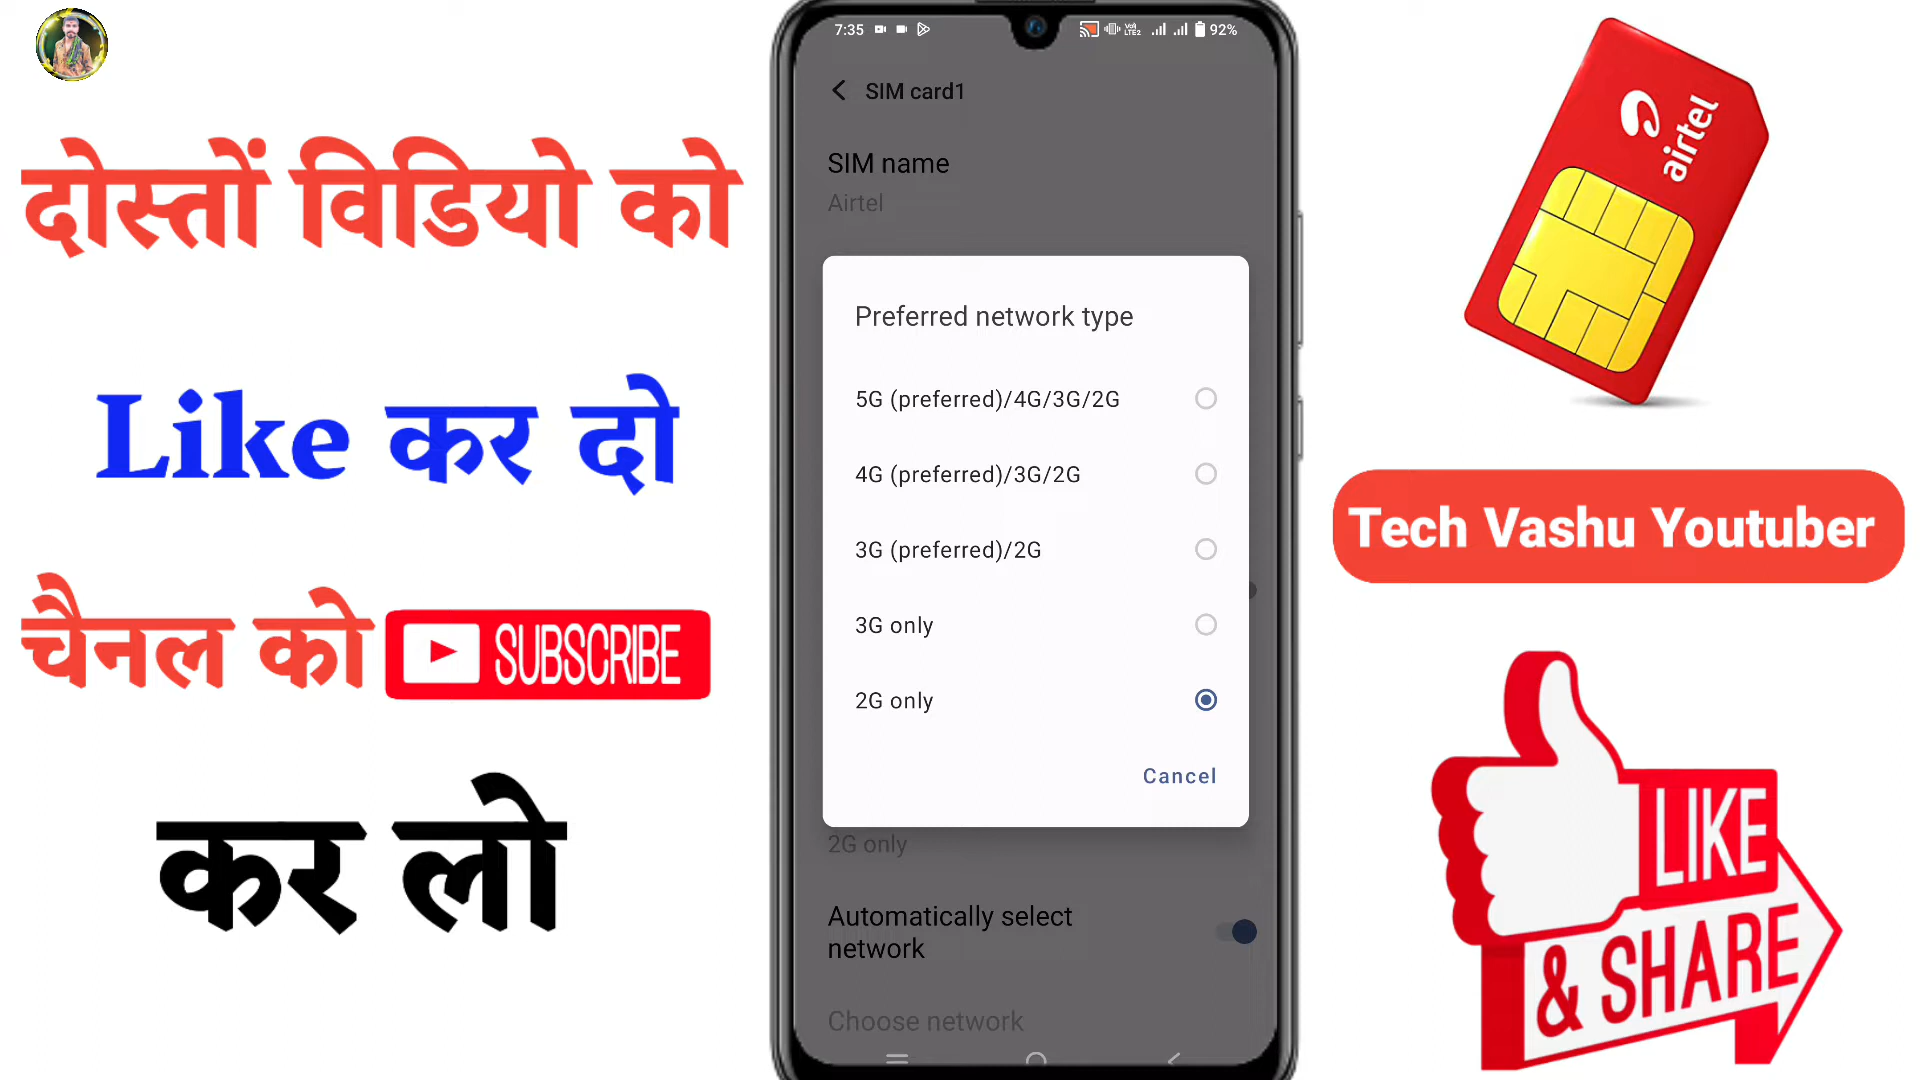 दोस्तों विडियो को
Like कर दो
चैनल को SUBSCRIBE
कर लो
7:35
Vo)
LTE2
92%
SIM card1
SIM name
Airtel
Preferred network type
5G (preferred)/4G/3G/2G
4G (preferred)/3G/2G
3G (preferred)/2G
3G only
2G only
Cancel
2G only
Automatically select
network
Choose network
airtel
Tech Vashu Youtuber
LIKE
& SHARE